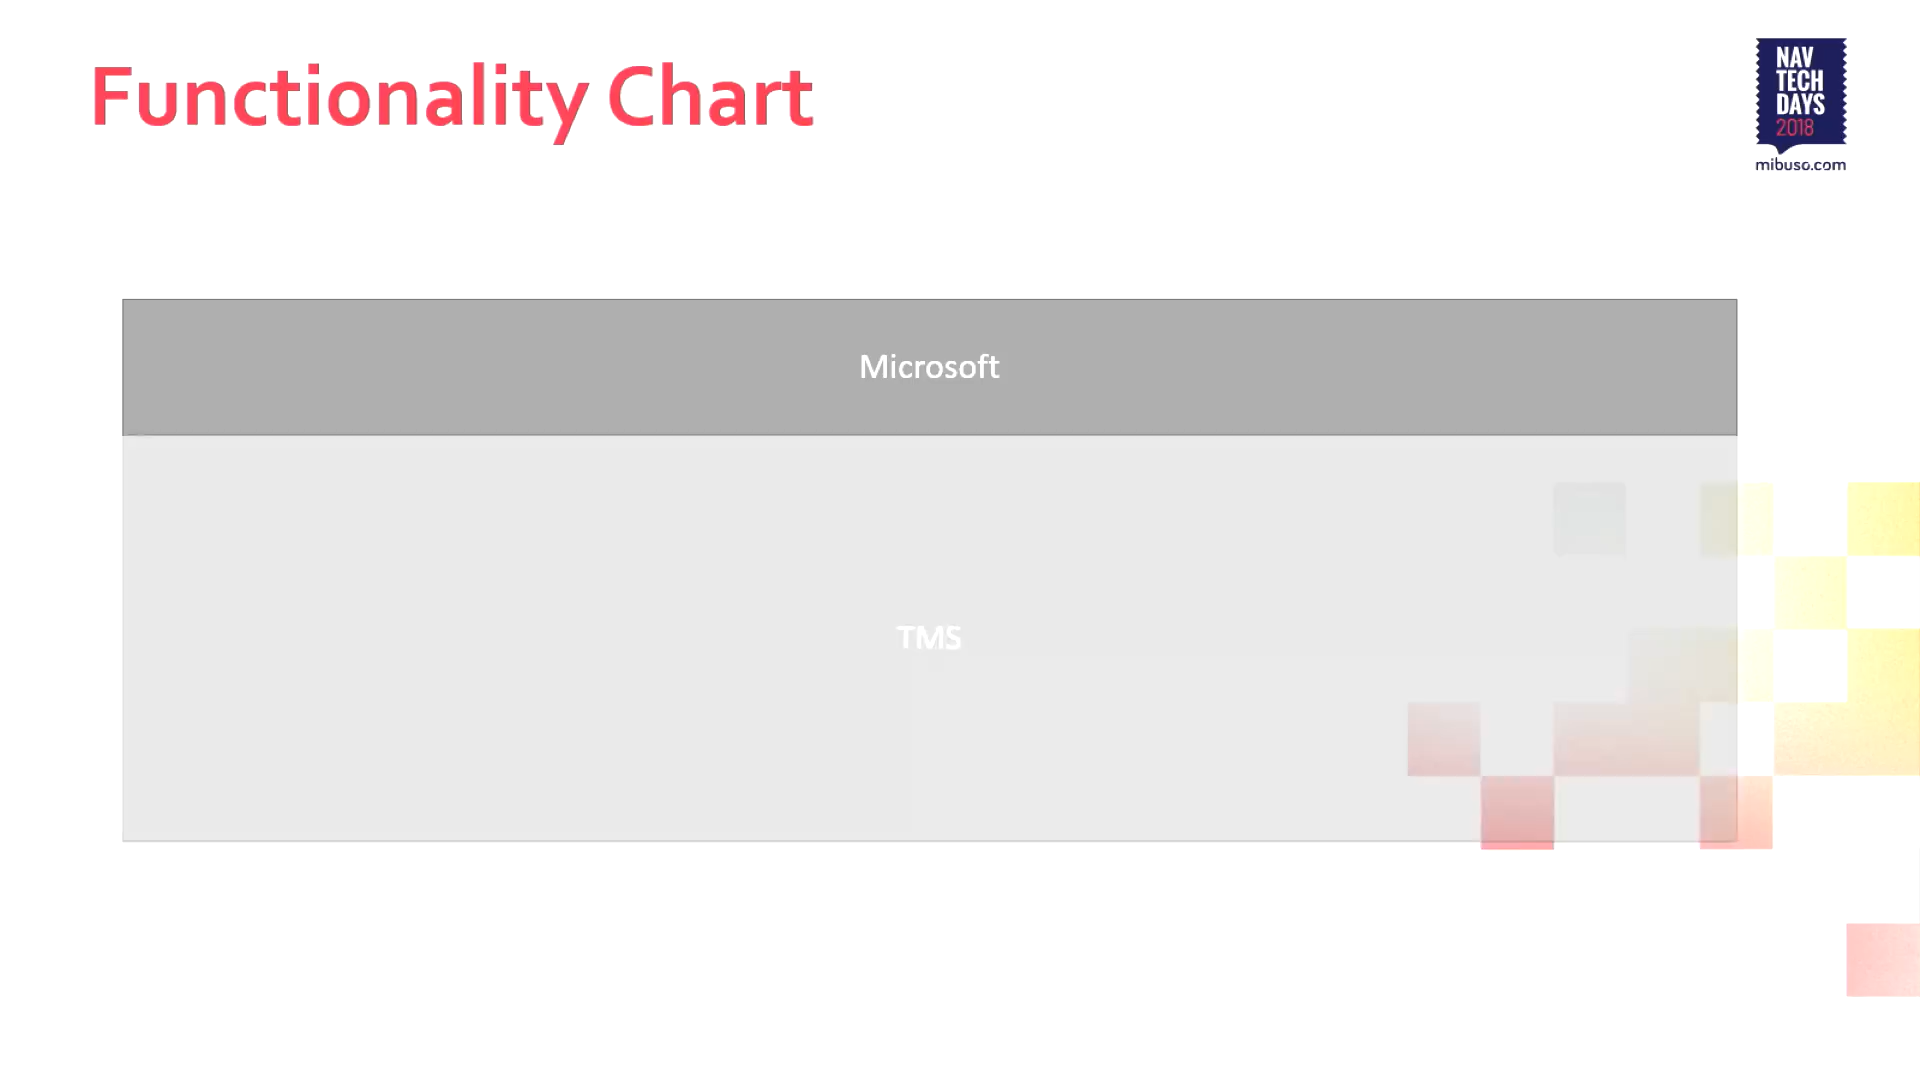 Functionality Chart
NAV
TECH
DAYS
2018
mibuso.com
Microsoft
TMS